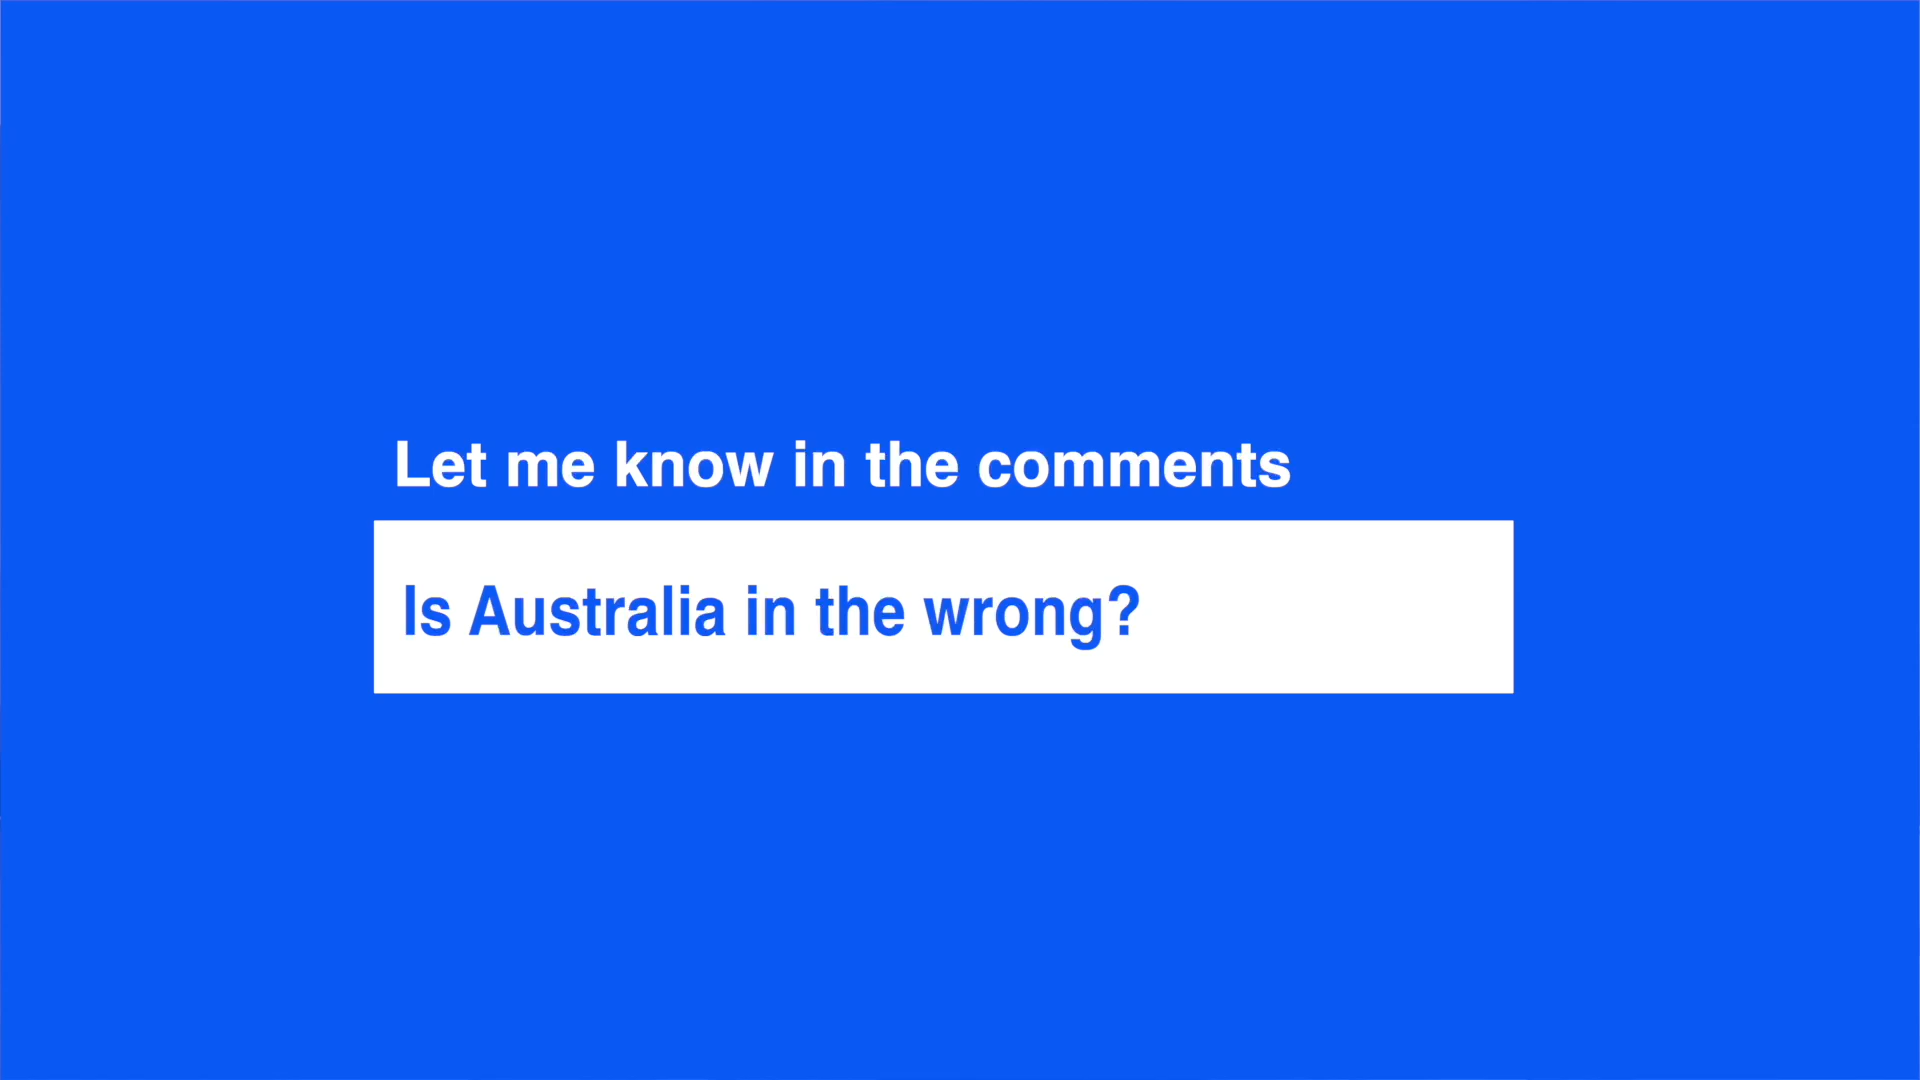 Let me know in the comments
Is Australia in the wrong?